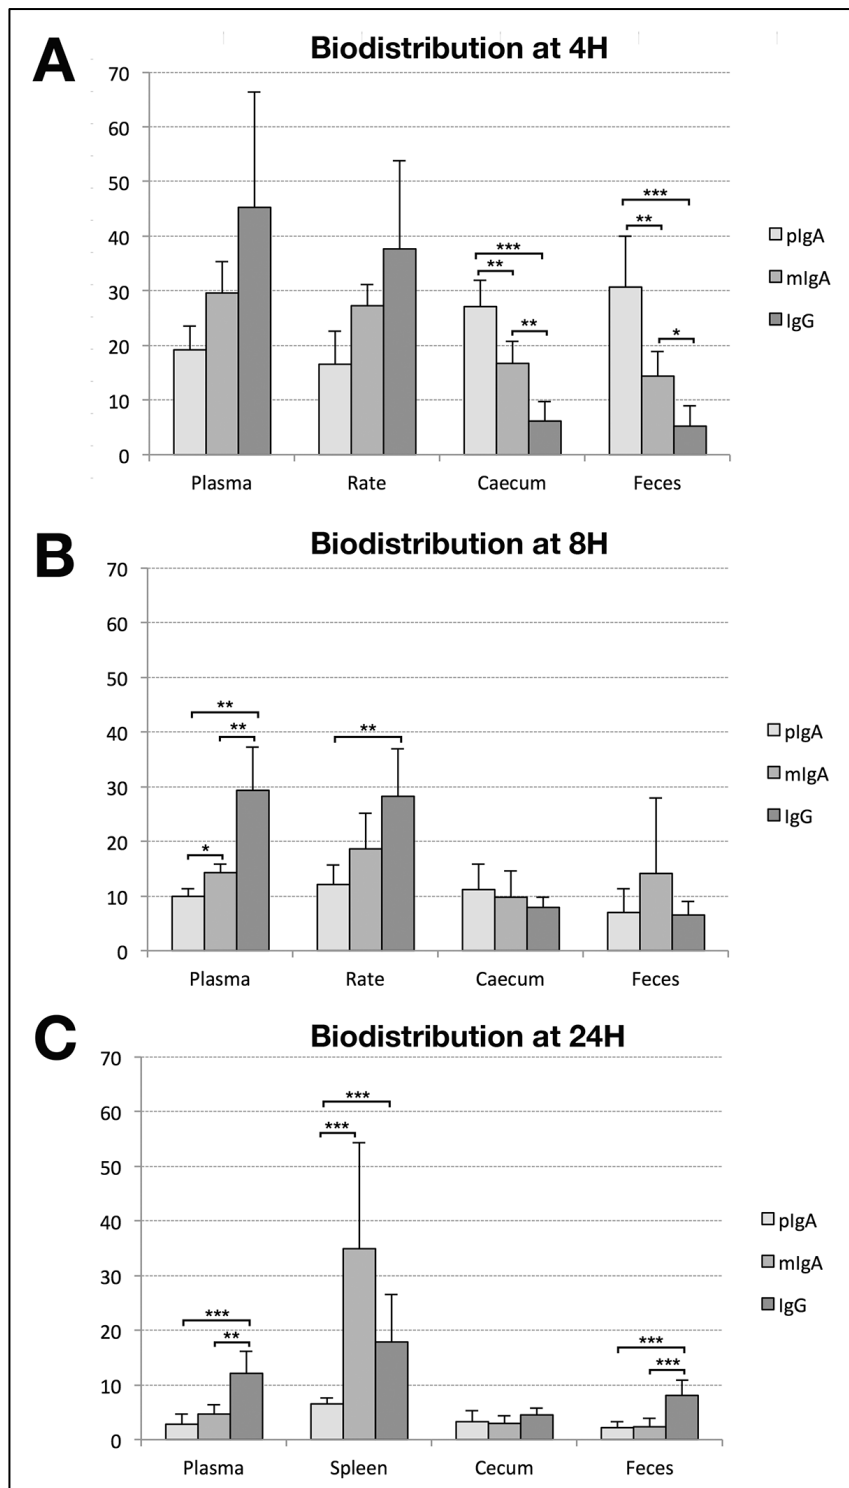 A
Biodistribution at 4H
70
60
50
40
30
20
10
0
***
**
**
***
**
*
Plasma Rate Caecum Feces
pIgA
mIgA
IgG
B
Biodistribution at 8H
70
60
50
40
30
20
10
0
**
**
*
**
Plasma Rate Caecum Feces
pIgA
mIgA
IgG
C
Biodistribution at 24H
70
60
50
40
30
20
10
0
***
**
***
***
***
***
Plasma Spleen Cecum Feces
pIgA
mIgA
IgG